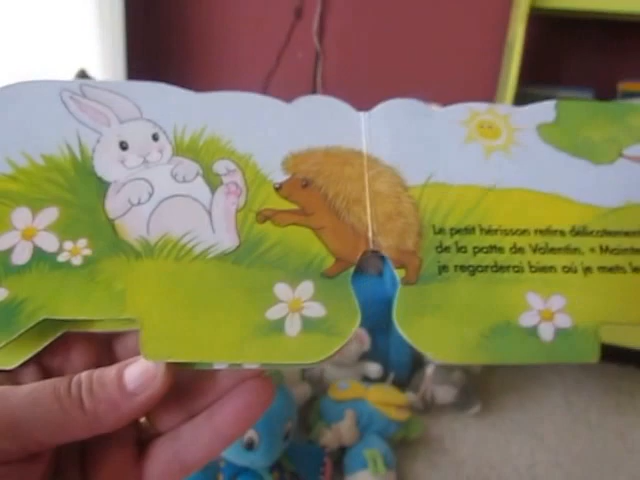 Le petit hérisson retire délicatement
de la patte de Valentin. « Mainte
je regarderai bien où je mets le